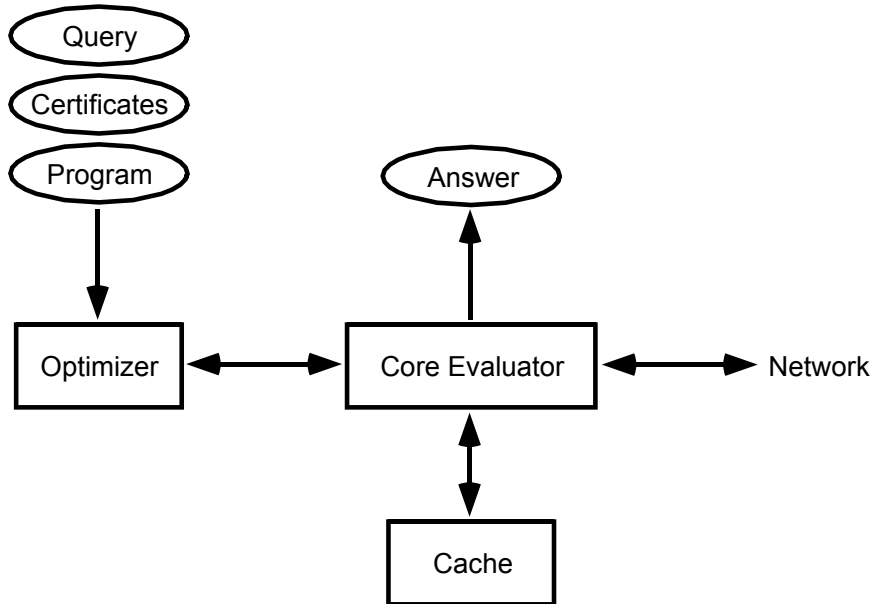 Query
Certificates
Program
Answer
Optimizer
Core Evaluator
Network
Cache